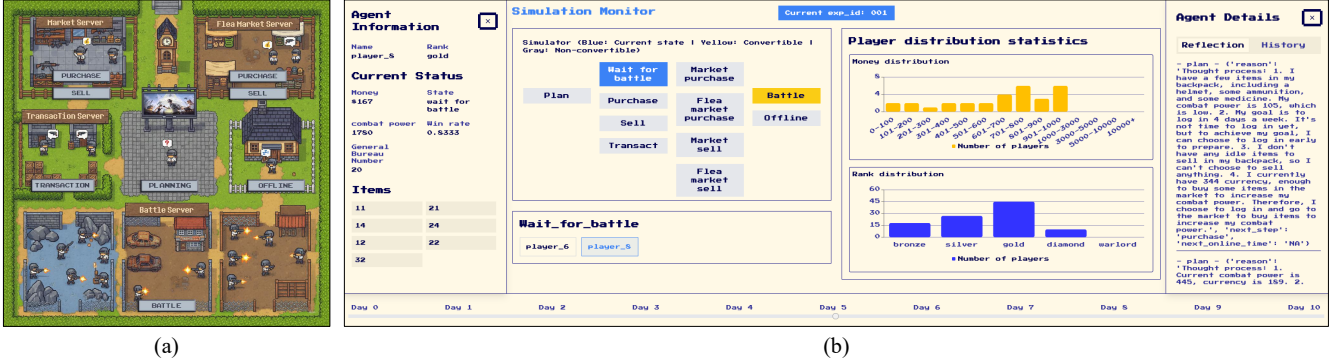 Market Server
Flea Market Server
PURCHASE
SELL
PURCHASE
SELL
Transaction Server
TRANSACTION
PLANNING
OFFLINE
Battle Server
BATTLE
(a)
Agent
Information
x
Name
Rank
player_8
gold
Current Status
Money
State
$167
wait for
battle
combat power
Win rate
1780
0.8333
General
Bureau
Number
20
Items
11
21
14
24
12
22
32
Simulation Monitor
Current exp_id: 001
Simulator (Blue: Current state | Yellow: Convertible |
Gray: Non-convertible)
Plan
Wait for
battle
Purchase
Sell
Transact
Market
purchase
Flea
market
purchase
Market
sell
Flea
market
sell
Battle
Offline
Wait_for_battle
player_6
player_8
Player distribution statistics
Money distribution
8
4
0
0-100
101-200
201-300
301-400
401-500
501-600
601-700
701-800
801-900
901-1000
1000-3000
3000-5000
5000-10000
10000+
Number of players
Rank distribution
60
45
30
15
0
bronze
silver
gold
diamond
warlord
Number of players
Agent Details
x
Reflection
History
- plan - {'reason':
'Thought process: 1. I
have a few items in my
backpack, including a
helmet, some ammunition,
and some medicine. My
combat power is 105, which
is low. 2. My goal is to
log in 4 days a week. It's
not time to log in yet,
but to achieve my goal, I
can choose to log in early
to prepare. 3. I don't
have any idle items to
sell in my backpack, so I
can't choose to sell
anything. 4. I currently
have 344 currency, enough
to buy some items in the
market to increase my
combat power. Therefore, I
choose to log in and go to
the market to buy items to
increase my combat
power.', 'next_step':
'purchase',
'next_online_time': 'NA'}
- plan - {'reason':
'Thought process: 1.
Current combat power is
445, currency is 189. 2.
Day 0
Day 1
Day 2
Day 3
Day 4
Day 5
Day 6
Day 7
Day 8
Day 9
Day 10
(b)